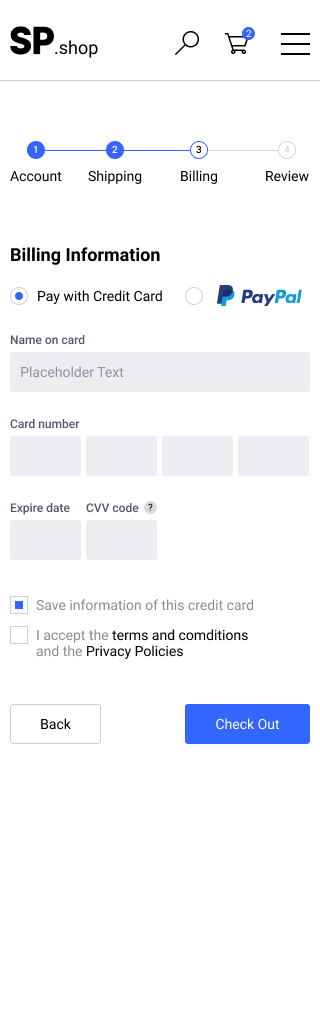 SP.shop
2
1 2 3 4
Account Shipping Billing Review
Billing Information
Pay with Credit Card PayPal
Name on card
Placeholder Text
Card number
Expire date CVV code ?
Save information of this credit card
I accept the terms and comditions
and the Privacy Policies
Back Check Out